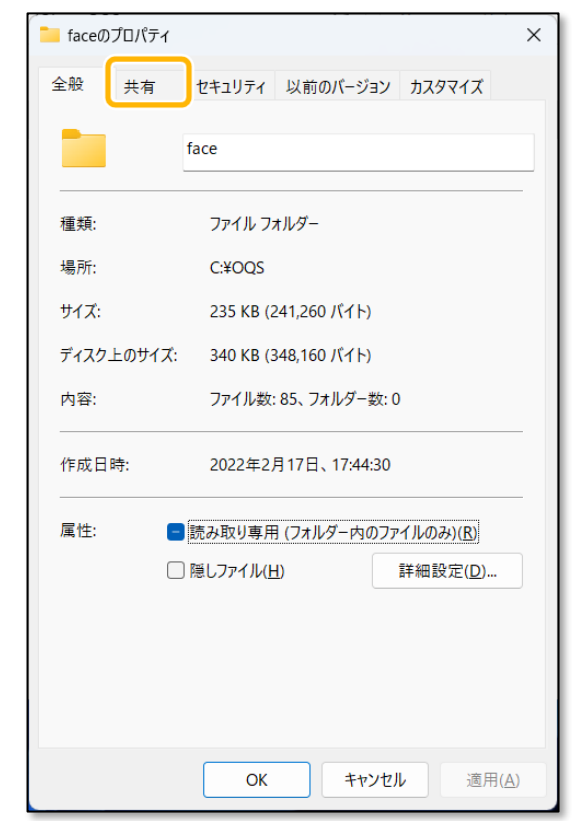 faceのプロパティ
全般 共有 セキュリティ 以前のバージョン カスタマイズ
face
種類: ファイル フォルダー
場所: C:¥OQS
サイズ: 235 KB (241,260 バイト)
ディスク上のサイズ: 340 KB (348,160 バイト)
内容: ファイル数: 85、フォルダー数: 0
作成日時: 2022年2月17日、17:44:30
属性: 読み取り専用 (フォルダー内のファイルのみ)(R)
隠しファイル(H) 詳細設定(D)...
OK キャンセル 適用(A)